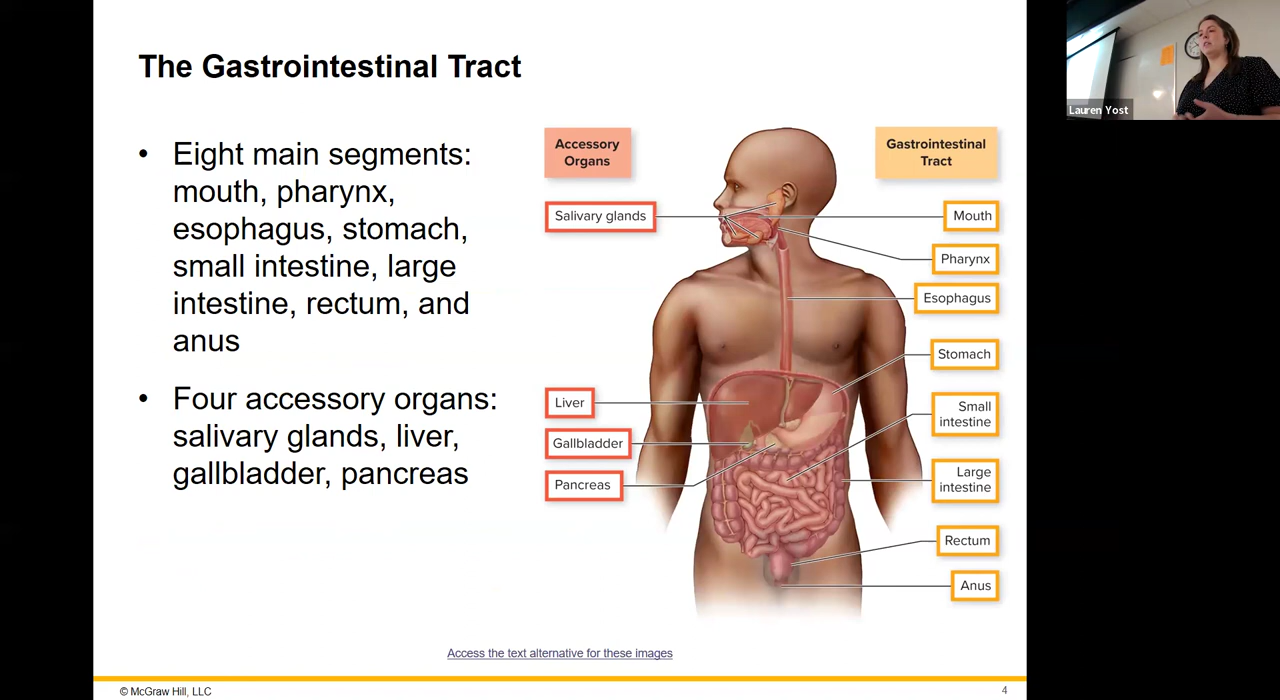 The Gastrointestinal Tract
• Eight main segments:
mouth, pharynx,
esophagus, stomach,
small intestine, large
intestine, rectum, and
anus
• Four accessory organs:
salivary glands, liver,
gallbladder, pancreas
Accessory
Organs
Salivary glands
Liver
Gallbladder
Pancreas
Gastrointestinal
Tract
Mouth
Pharynx
Esophagus
Stomach
Small
intestine
Large
intestine
Rectum
Anus
Access the text alternative for these images
© McGraw Hill, LLC
4
Lauren Yost